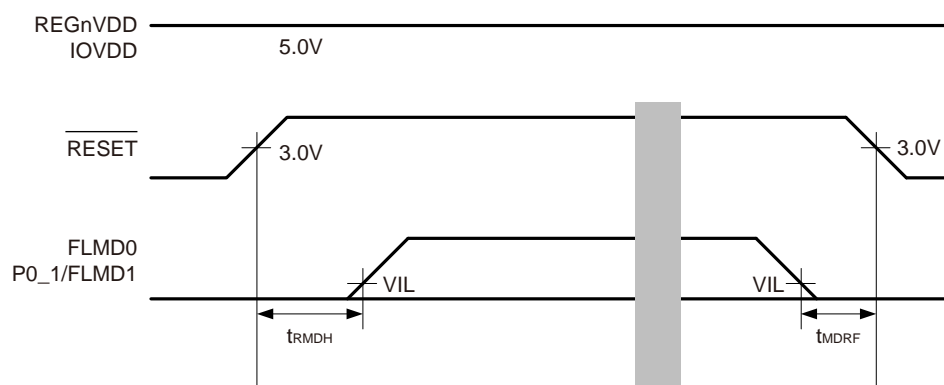 REGnVDD
IOVDD
5.0V
RESET
3.0V
3.0V
FLMD0
P0_1/FLMD1
VIL
VIL
tRMDH
tMDRF